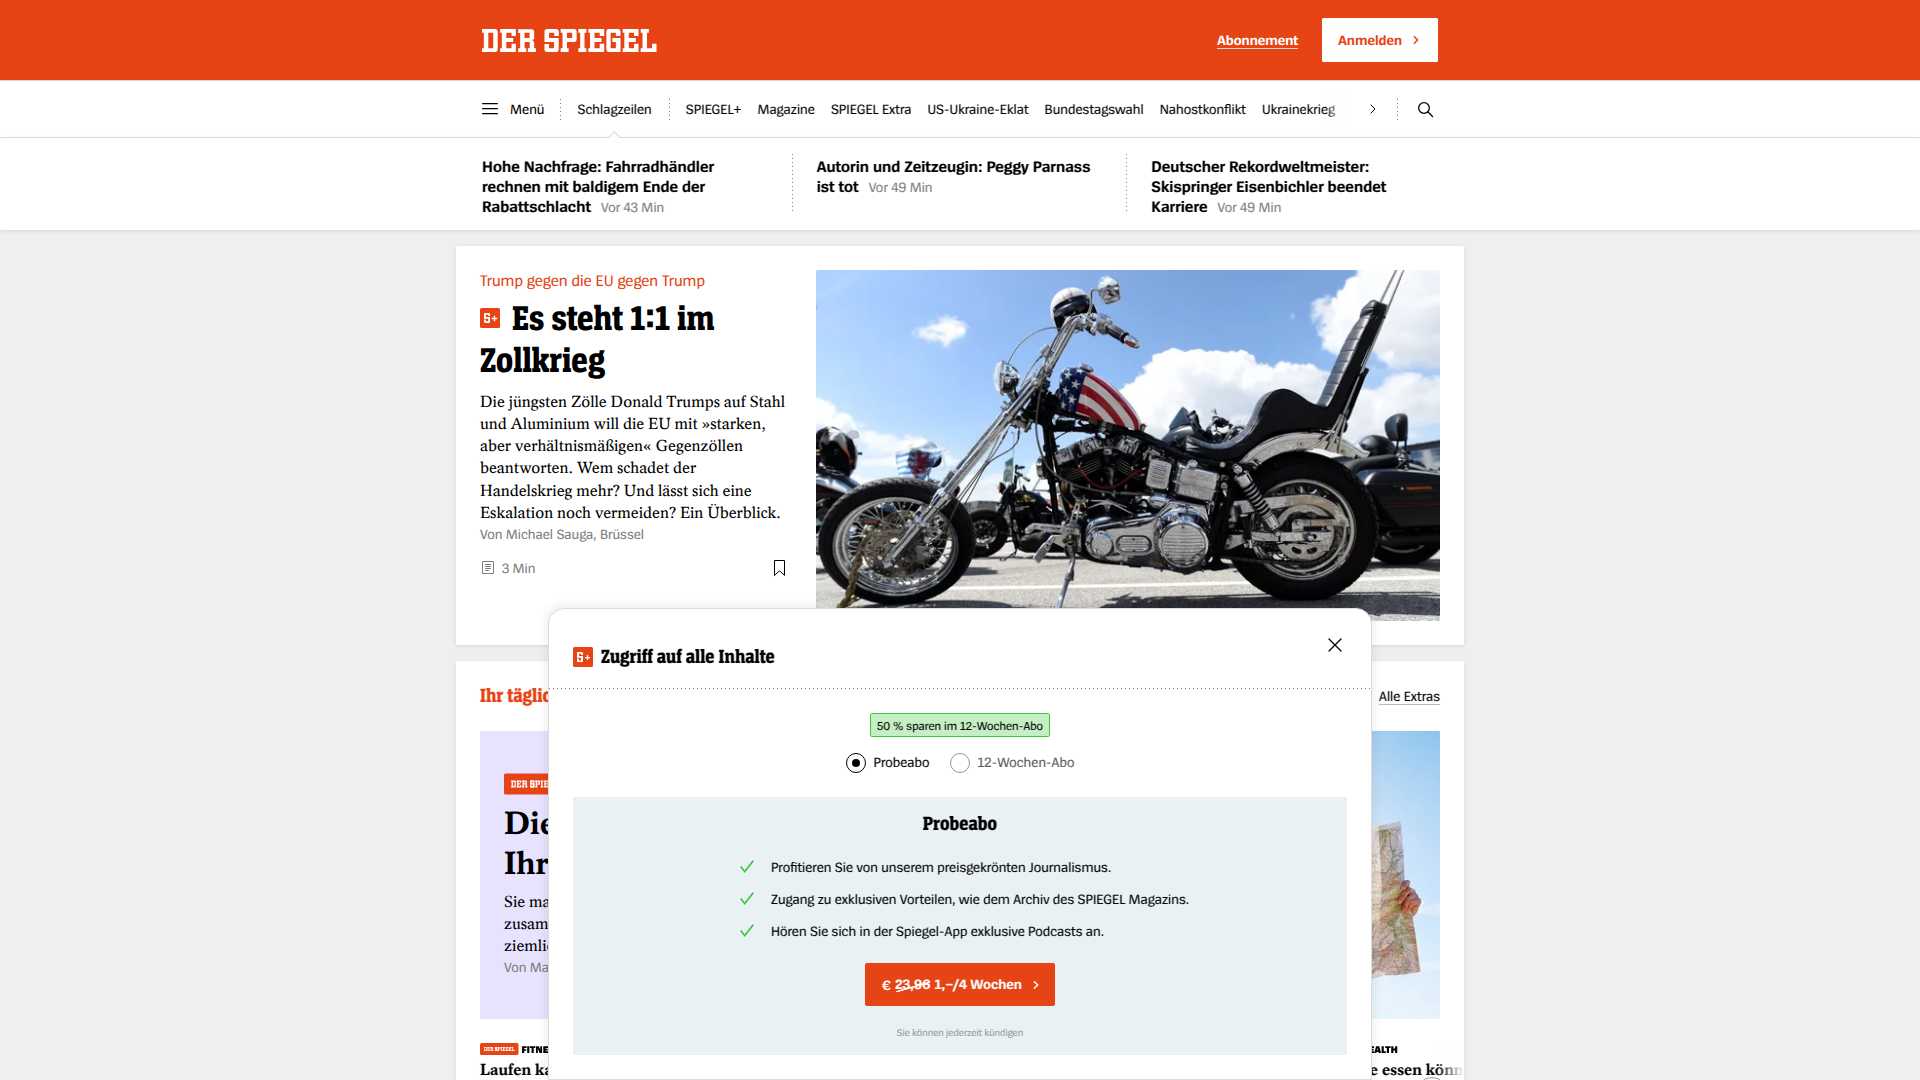 DER SPIEGEL
Abonnement
Anmelden
Menü
Schlagzeilen
SPIEGEL+
Magazine
SPIEGEL Extra
US-Ukraine-Eklat
Bundestagswahl
Nahostkonflikt
Ukrainekrieg
Hohe Nachfrage: Fahrradhändler
rechnen mit baldigem Ende der
Rabattschlacht Vor 43 Min
Autorin und Zeitzeugin: Peggy Parnass
ist tot Vor 49 Min
Deutscher Rekordweltmeister:
Skispringer Eisenbichler beendet
Karriere Vor 49 Min
Trump gegen die EU gegen Trump
S+ Es steht 1:1 im
Zollkrieg
Die jüngsten Zölle Donald Trumps auf Stahl
und Aluminium will die EU mit »starken,
aber verhältnismäßigen« Gegenzöllen
beantworten. Wem schadet der
Handelskrieg mehr? Und lässt sich eine
Eskalation noch vermeiden? Ein Überblick.
Von Michael Sauga, Brüssel
3 Min
S+ Zugriff auf alle Inhalte
50 % sparen im 12-Wochen-Abo
Probeabo
12-Wochen-Abo
Probeabo
Profitieren Sie von unserem preisgekrönten Journalismus.
Zugang zu exklusiven Vorteilen, wie dem Archiv des SPIEGEL Magazins.
Hören Sie sich in der Spiegel-App exklusive Podcasts an.
€ 23,96 1,–/4 Wochen
Sie können jederzeit kündigen
Ihr täglic
Alle Extras
DER SPIE
Die
Ihr
Sie ma
zusam
ziemli
Von Ma
DER SPIEGEL FITNE
Laufen ka
EALTH
e essen könn